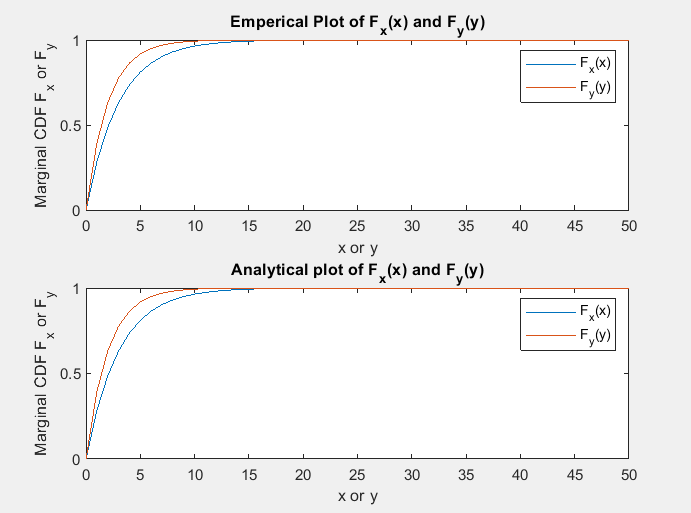 Emperical Plot of Fx(x) and Fy(y)
Marginal CDF Fx or Fy
1
0.5
0
Fx(x)
Fy(y)
0 5 10 15 20 25 30 35 40 45 50
x or y
Analytical plot of Fx(x) and Fy(y)
Marginal CDF Fx or Fy
1
0.5
0
Fx(x)
Fy(y)
0 5 10 15 20 25 30 35 40 45 50
x or y